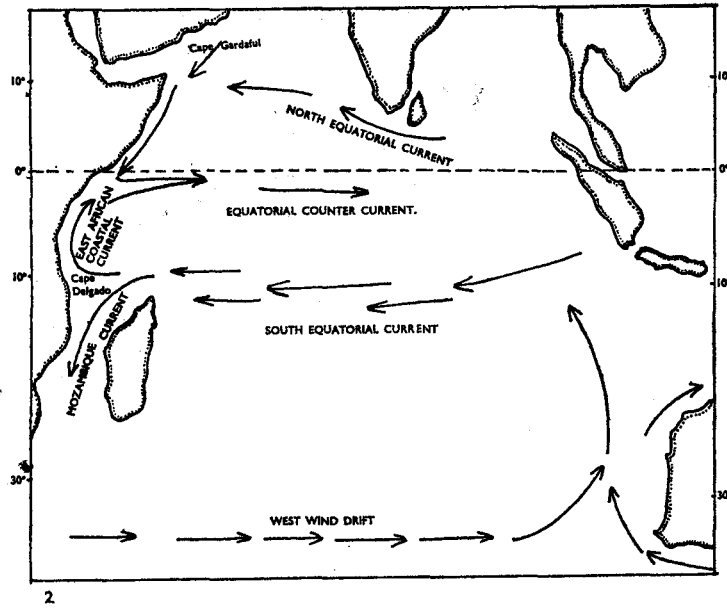 Cape Gardaful
10°
10°
NORTH EQUATORIAL CURRENT
0°
0°
EAST AFRICAN
COASTAL
CURRENT
EQUATORIAL COUNTER CURRENT.
10°
10°
Cape
Delgado
MOZAMBIQUE CURRENT
SOUTH EQUATORIAL CURRENT
30°
30°
WEST WIND DRIFT
2